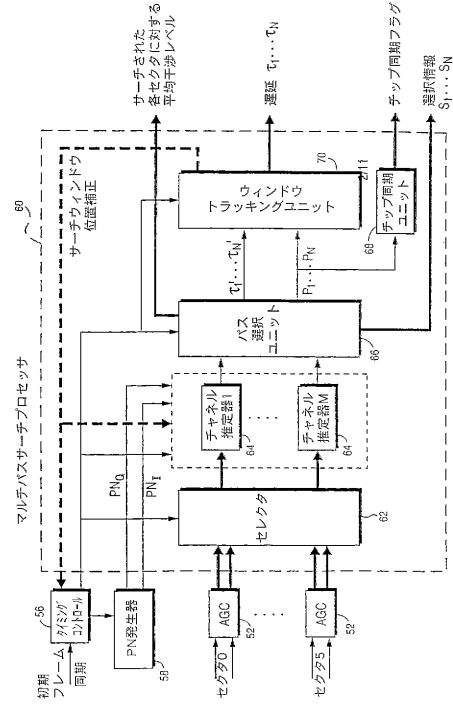 マルチパスサーチプロセッサ
60
サーチされた
各セクタに対する
平均干渉レベル
遅延 τ₁・・・τN
チップ同期フラグ
選択情報
S₁・・・SN
サーチウィンドウ
位置補正
初期
フレーム
同期
56
タイミング
コントロール
PN発生器
58
PNQ
PNI
セクタ0
AGC
52
・・・・
セクタ5
AGC
52
・・・・
セレクタ
62
チャネル
推定器1
64
・・・・
チャネル
推定器M
64
パス
選択
ユニット
66
τ₁'・・・τN'
P₁・・・PN
ウィンドウ
トラッキングユニット
70
2/11
チップ同期
ユニット
68